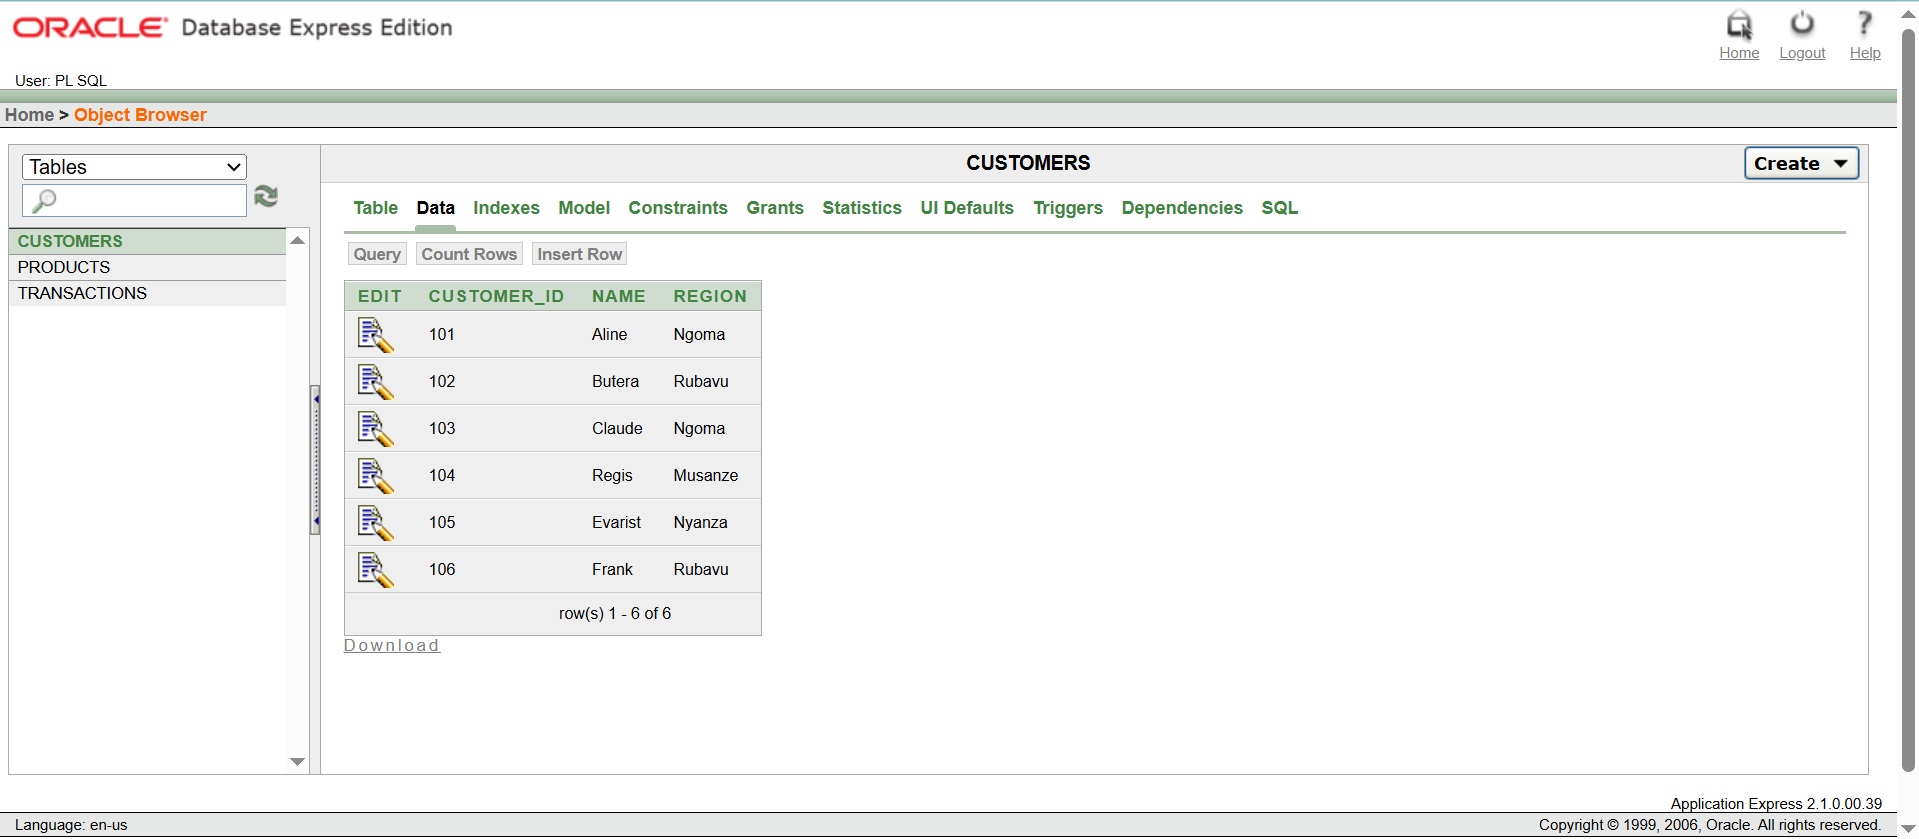 ORACLE Database Express Edition
Home Logout Help
User: PL SQL
Home > Object Browser
Tables
CUSTOMERS
PRODUCTS
TRANSACTIONS
CUSTOMERS
Create
Table Data Indexes Model Constraints Grants Statistics UI Defaults Triggers Dependencies SQL
Query Count Rows Insert Row
EDIT CUSTOMER_ID NAME REGION
101 Aline Ngoma
102 Butera Rubavu
103 Claude Ngoma
104 Regis Musanze
105 Evarist Nyanza
106 Frank Rubavu
row(s) 1 - 6 of 6
Download
Application Express 2.1.0.00.39
Language: en-us
Copyright © 1999, 2006, Oracle. All rights reserved.